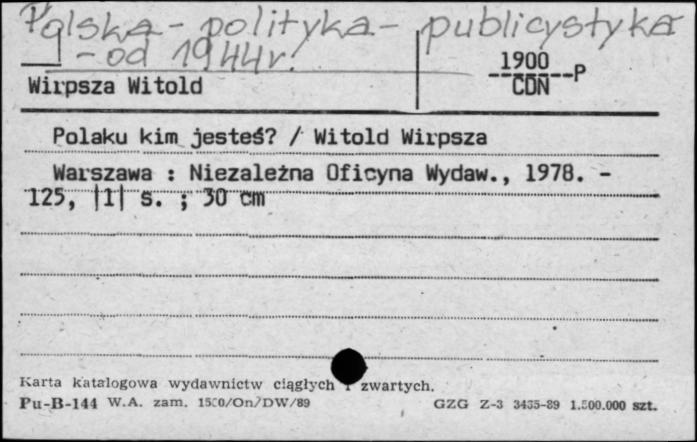 Polska - polityka - publicystyka
- od 1944r.
1900
CDN -P
Wirpsza Witold
Polaku kim jesteś? / Witold Wirpsza
Warszawa : Niezależna Oficyna Wydaw., 1978. -
125, |1| s. ; 30 cm
Karta katalogowa wydawnictw ciągłych i zwartych.
Pu-B-144 W.A. zam. 1500/On/DW/89 GZG Z-3 3435-89 1.500.000 szt.